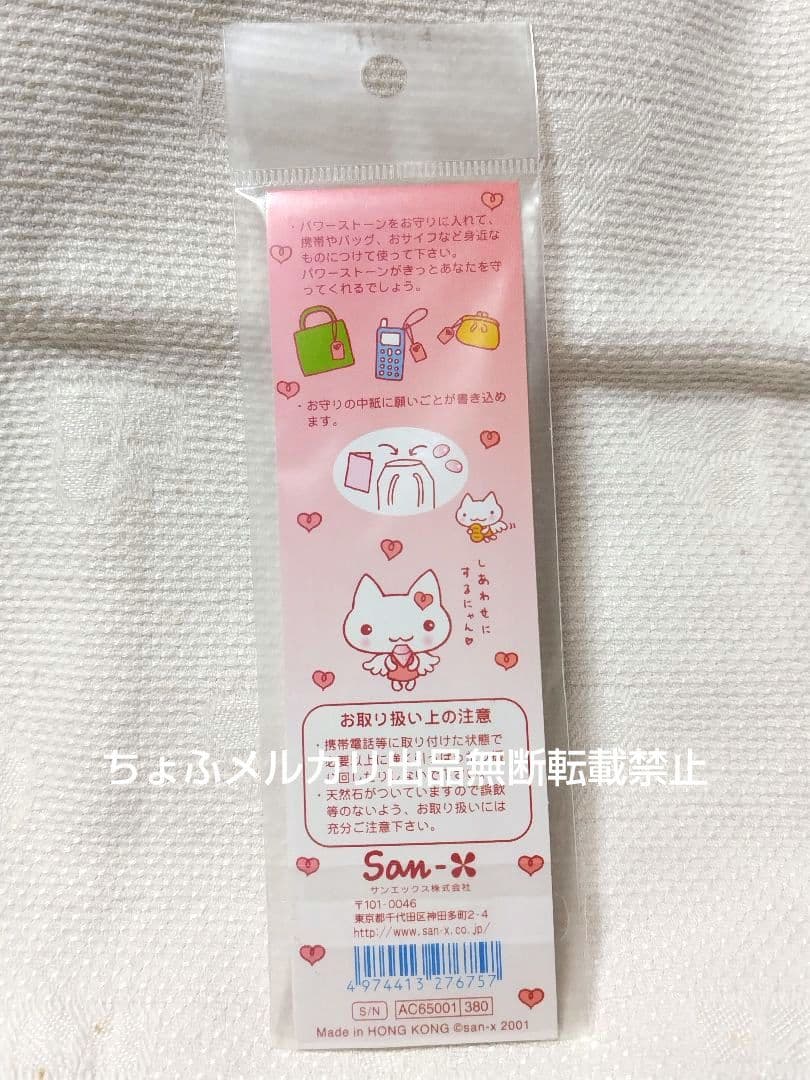 ・パワーストーンをお守りに入れて、
携帯やバッグ、おサイフなど身近な
ものにつけて使って下さい。
パワーストーンがきっとあなたを守
ってくれるでしょう。
・お守りの中紙に願いごとが書き込め
ます。
しあわせに
するにゃん♡
お取り扱い上の注意
・携帯電話等に取り付けた状態で
必要以上に
ちょふメルカリ出品無断転載禁止
・天然石がついていますので誤飲
等のないよう、お取り扱いには
充分ご注意下さい。
San-X
サンエックス株式会社
〒101-0046
東京都千代田区神田多町2-4
http://www.san-x.co.jp/
4 974413 276757
S/N AC65001 380
Made in HONG KONG ©san-x 2001